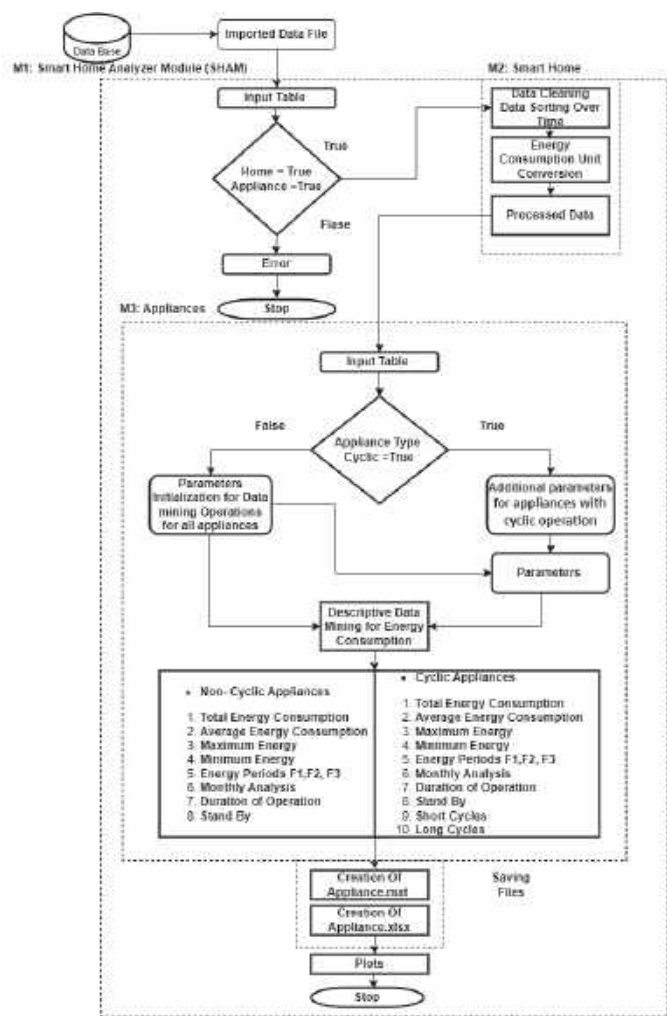 Imported Data File
Data Base
M1: Smart Home Analyzer Module (SHAM)
M2: Smart Home
Input Table
Data Cleaning
Data Sorting Over
Time
True
Home = True
Appliance =True
Energy
Consumption Unit
Conversion
Processed Data
Flase
Error
Stop
M3: Appliances
Input Table
False
True
Appliance Type
Cyclic =True
Parameters
Initialization for Data
mining Operations
for all appliances
Additional parameters
for appliances with
cyclic operation
Parameters
Descriptive Data
Mining for Energy
Consumption
• Non- Cyclic Appliances
1. Total Energy Consumption
2. Average Energy Consumption
3. Maximum Energy
4. Minimum Energy
5. Energy Periods F1,F2, F3
6. Monthly Analysis
7. Duration of Operation
8. Stand By
• Cyclic Appliances
1. Total Energy Consumption
2. Average Energy Consumption
3. Maximum Energy
4. Minimum Energy
5. Energy Periods F1,F2, F3
6. Monthly Analysis
7. Duration of Operation
8. Stand By
9. Short Cycles
10. Long Cycles
Creation Of
Appliance.mat
Saving
Files
Creation Of
Appliance.xlsx
Plots
Stop